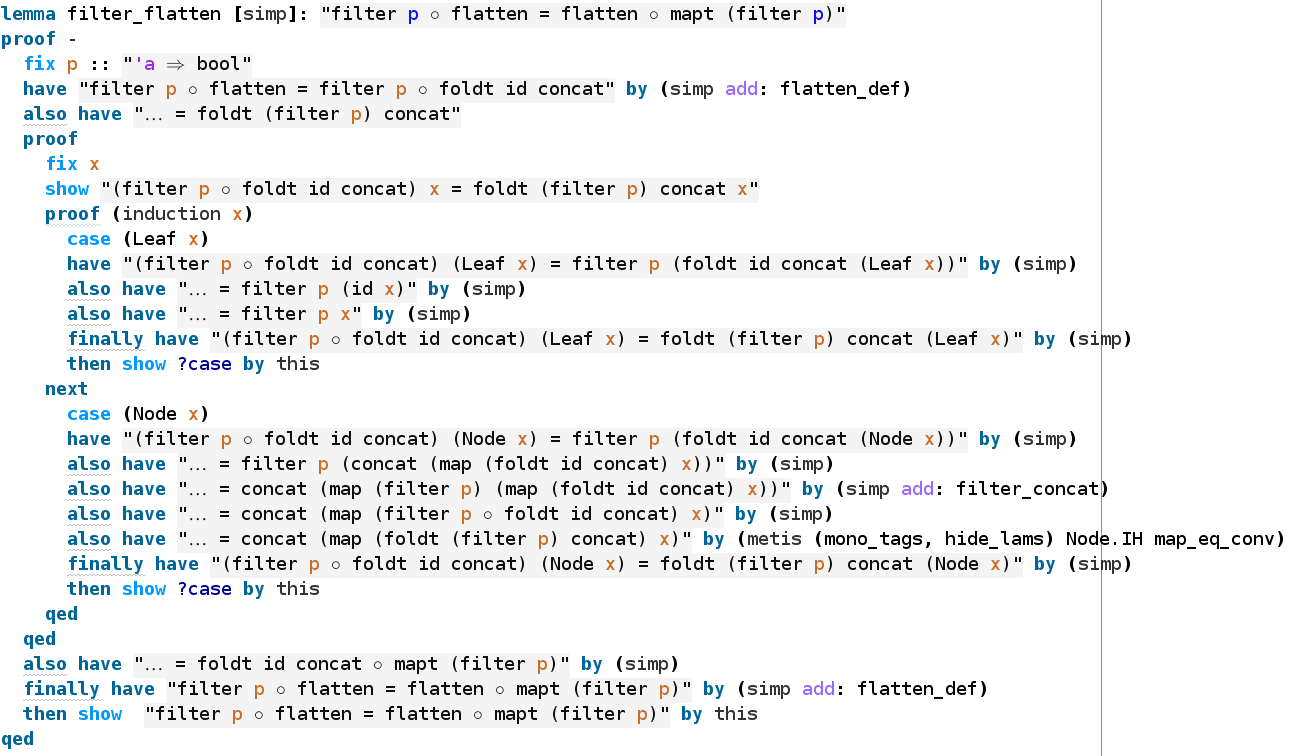 lemma filter_flatten [simp]: "filter p ∘ flatten = flatten ∘ mapt (filter p)"
proof -
  fix p :: "'a ⇒ bool"
  have "filter p ∘ flatten = filter p ∘ foldt id concat" by (simp add: flatten_def)
  also have "… = foldt (filter p) concat"
  proof
    fix x
    show "(filter p ∘ foldt id concat) x = foldt (filter p) concat x"
    proof (induction x)
      case (Leaf x)
      have "(filter p ∘ foldt id concat) (Leaf x) = filter p (foldt id concat (Leaf x))" by (simp)
      also have "… = filter p (id x)" by (simp)
      also have "… = filter p x" by (simp)
      finally have "(filter p ∘ foldt id concat) (Leaf x) = foldt (filter p) concat (Leaf x)" by (simp)
      then show ?case by this
    next
      case (Node x)
      have "(filter p ∘ foldt id concat) (Node x) = filter p (foldt id concat (Node x))" by (simp)
      also have "… = filter p (concat (map (foldt id concat) x))" by (simp)
      also have "… = concat (map (filter p) (map (foldt id concat) x))" by (simp add: filter_concat)
      also have "… = concat (map (filter p ∘ foldt id concat) x)" by (simp)
      also have "… = concat (map (foldt (filter p) concat) x)" by (metis (mono_tags, hide_lams) Node.IH map_eq_conv)
      finally have "(filter p ∘ foldt id concat) (Node x) = foldt (filter p) concat (Node x)" by (simp)
      then show ?case by this
    qed
  qed
  also have "… = foldt id concat ∘ mapt (filter p)" by (simp)
  finally have "filter p ∘ flatten = flatten ∘ mapt (filter p)" by (simp add: flatten_def)
  then show  "filter p ∘ flatten = flatten ∘ mapt (filter p)" by this
qed